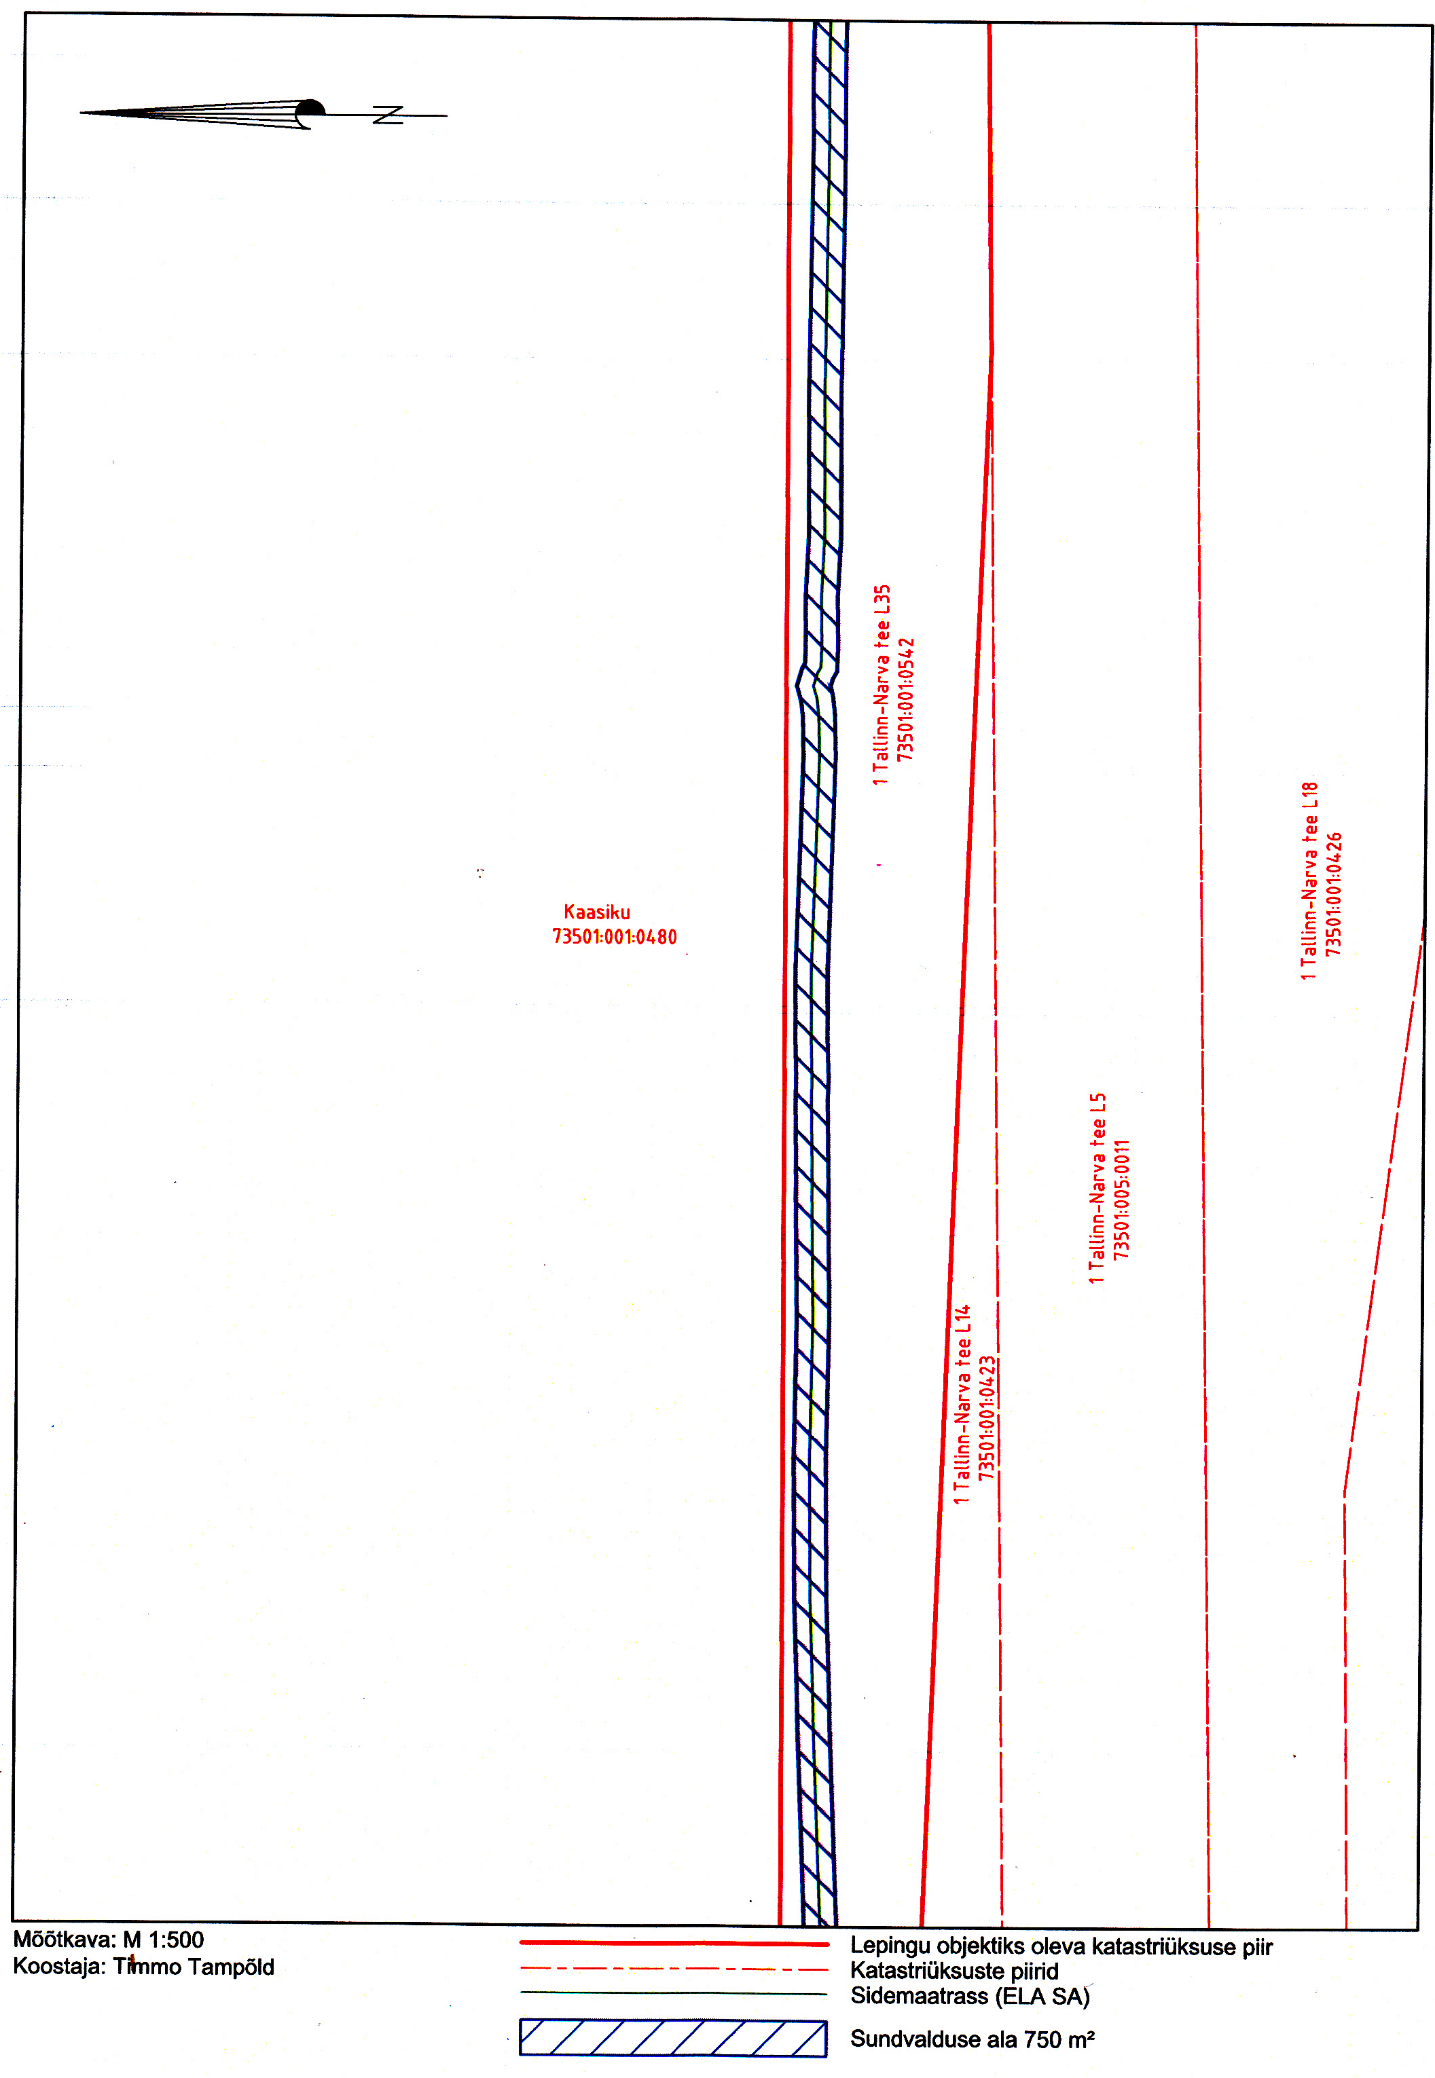 N
1 Tallinn-Narva tee L35
73501:001:0542
1 Tallinn-Narva tee L18
73501:001:0426
Kaasiku
73501:001:0480
1 Tallinn-Narva tee L5
73501:005:0011
1 Tallinn-Narva tee L14
73501:001:0423
Mõõtkava: M 1:500
Koostaja: Timmo Tampõld
Lepingu objektiks oleva katastriüksuse piir
Katastriüksuste piirid
Sidemaatrass (ELA SA)
Sundvalduse ala 750 m²